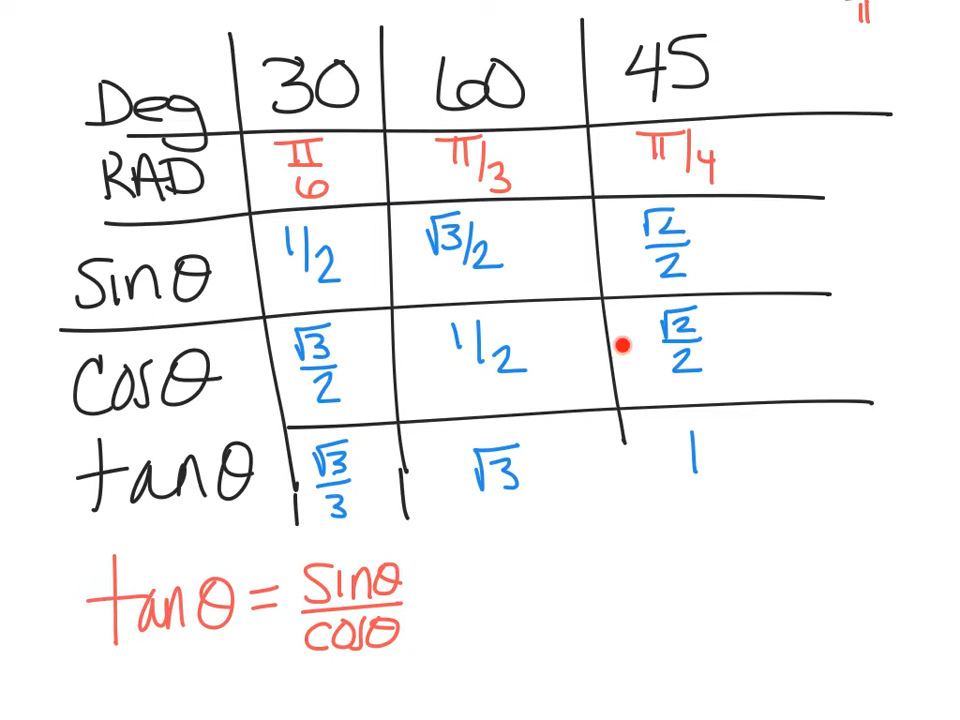 π
Deg 30 60 45
RAD π/6 π/3 π/4
sinθ 1/2 √3/2 √2/2
cosθ √3/2 1/2 √2/2
tanθ √3/3 √3 1
tanθ = sinθ/cosθ